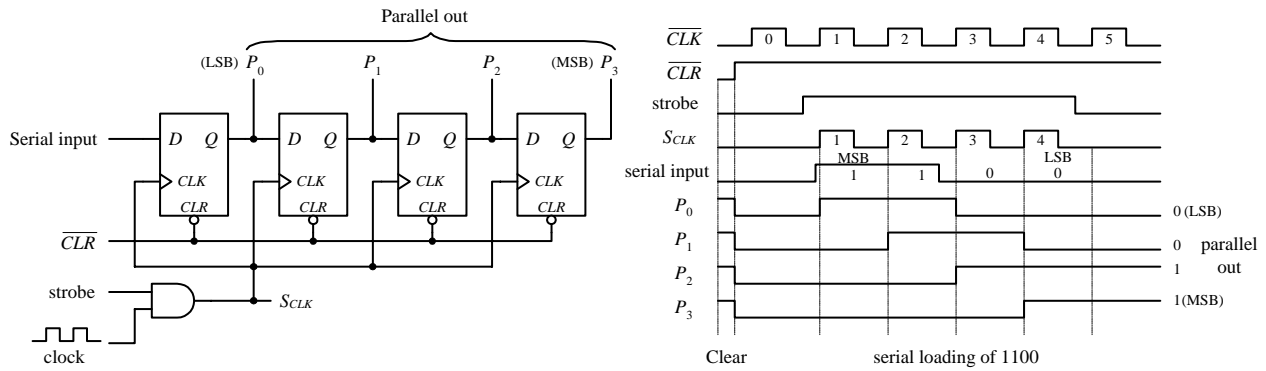 Parallel out
(LSB) P0 P1 P2 (MSB) P3
Serial input
D Q D Q D Q D Q
CLK CLK CLK CLK
CLR CLR CLR CLR
CLR
strobe
SCLK
clock
CLK 0 1 2 3 4 5
CLR
strobe
SCLK 1 2 3 4
MSB LSB
serial input 1 1 0 0
P0 0 (LSB)
P1 0 parallel
P2 1 out
P3 1(MSB)
Clear serial loading of 1100